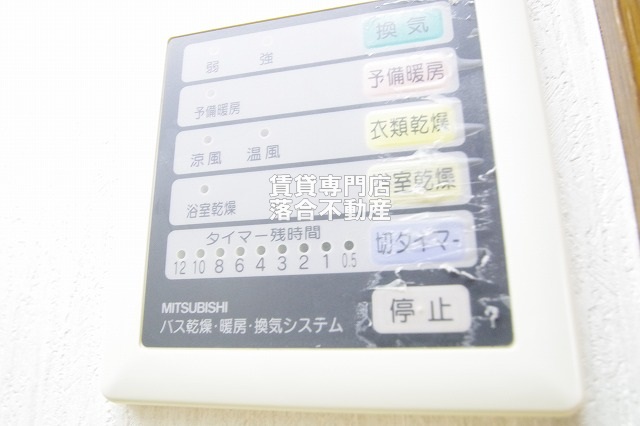 換気
弱 強
予備暖房
予備暖房
衣類乾燥
涼風 温風
浴室乾燥
浴室乾燥
賃貸専門店
落合不動産
タイマー残時間
切タイマー
12 10 8 6 4 3 2 1 0.5
停止
MITSUBISHI
バス乾燥・暖房・換気システム